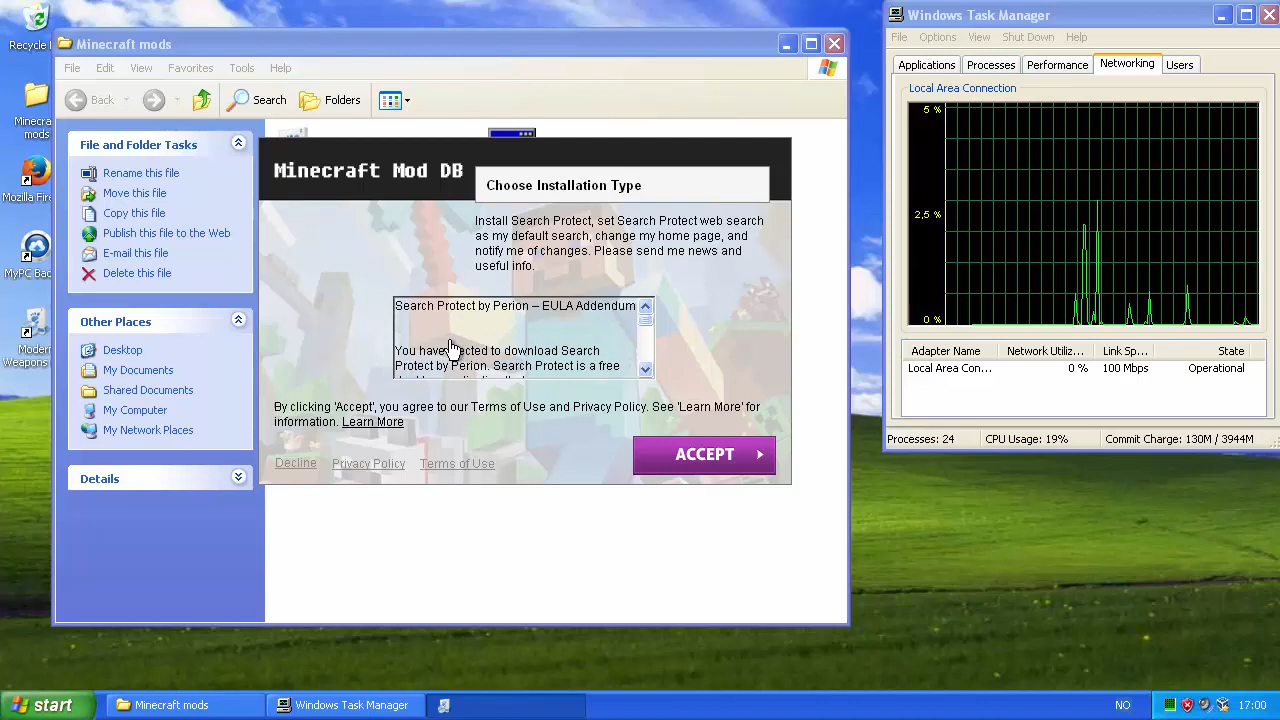 Recycle
Minecra
mods
Mozilla Fire
MyPC Bac
Modern
Weapons
Minecraft mods
File Edit View Favorites Tools Help
Back Search Folders
File and Folder Tasks
Rename this file
Move this file
Copy this file
Publish this file to the Web
E-mail this file
Delete this file
Other Places
Desktop
My Documents
Shared Documents
My Computer
My Network Places
Details
Minecraft Mod DB
Choose Installation Type
Install Search Protect, set Search Protect web search
as my default search, change my home page, and
notify me of changes. Please send me news and
useful info.
Search Protect by Perion – EULA Addendum
You have elected to download Search
Protect by Perion. Search Protect is a free
By clicking 'Accept', you agree to our Terms of Use and Privacy Policy. See 'Learn More' for
information. Learn More
Decline Privacy Policy Terms of Use
ACCEPT
Windows Task Manager
File Options View Shut Down Help
Applications Processes Performance Networking Users
Local Area Connection
5 %
2,5 %
0 %
Adapter Name Network Utiliz... Link Sp... State
Local Area Con... 0 % 100 Mbps Operational
Processes: 24 CPU Usage: 19% Commit Charge: 130M / 3944M
start Minecraft mods Windows Task Manager NO 17:00